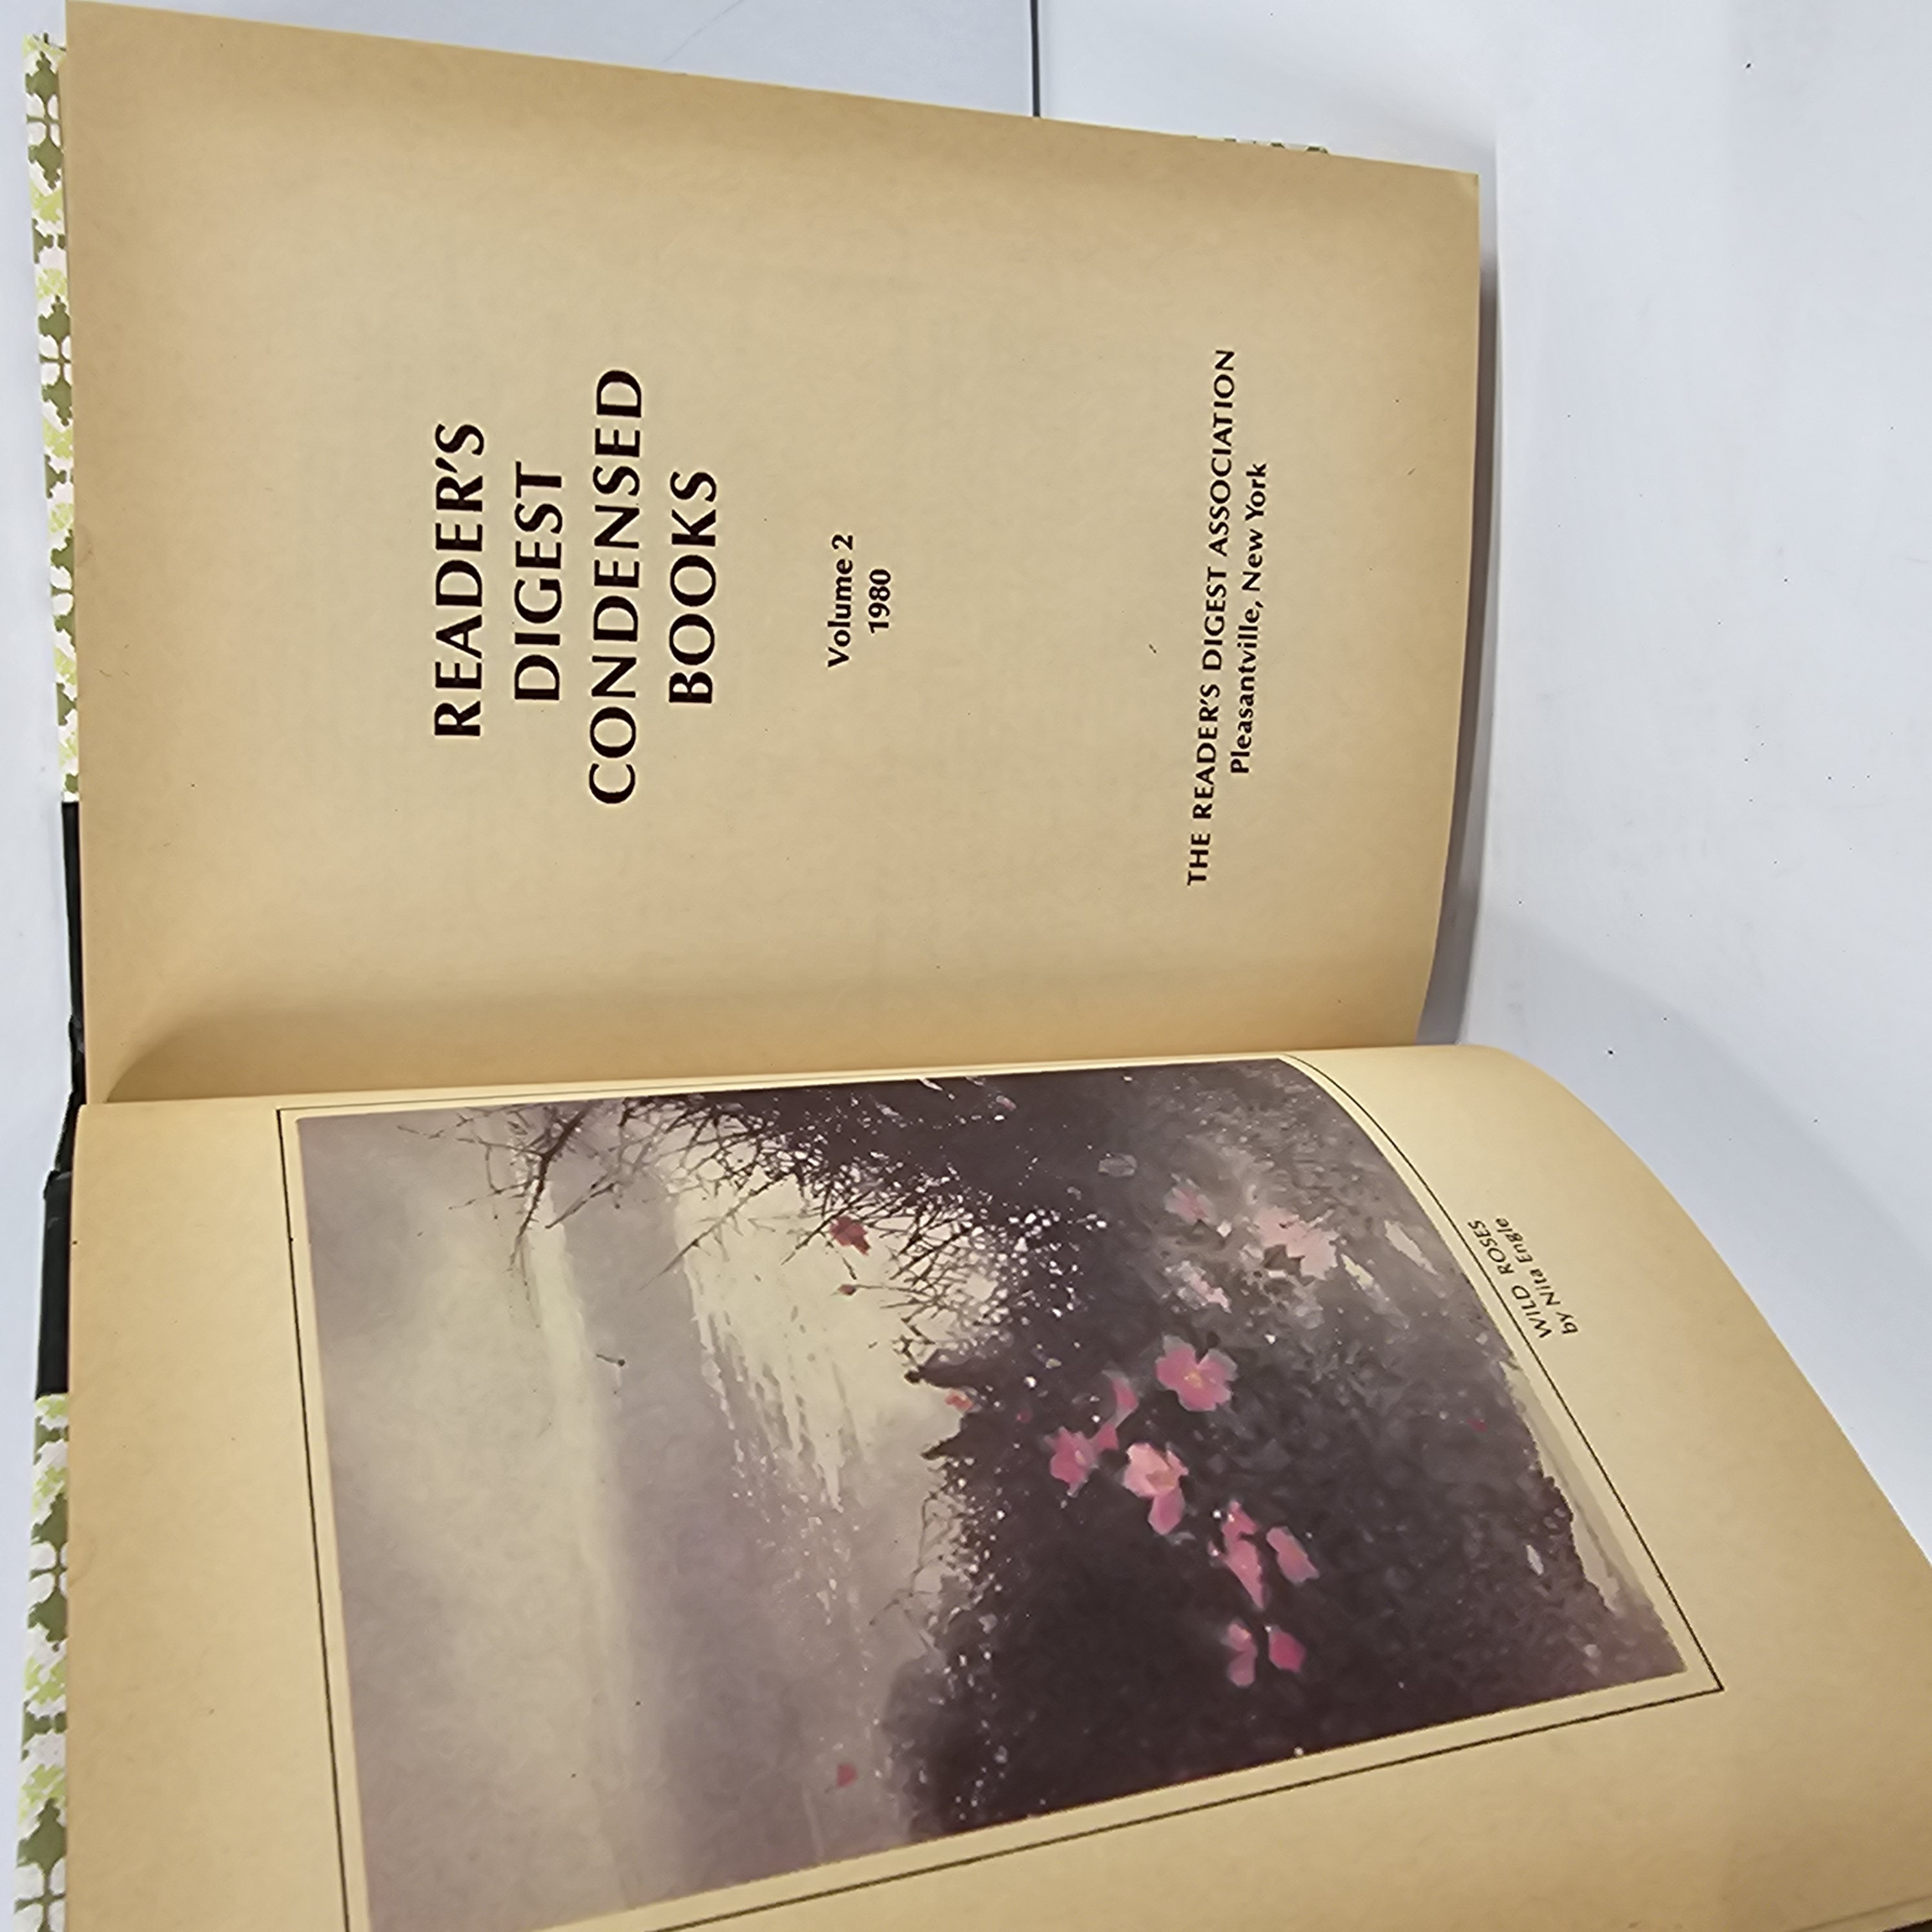 WILD ROSES
by Nita Engle
READER'S
DIGEST
CONDENSED
BOOKS
Volume 2
1980
THE READER'S DIGEST ASSOCIATION
Pleasantville, New York